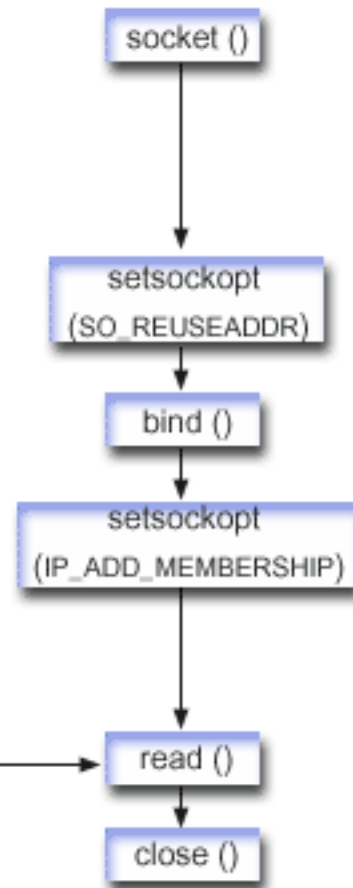 socket ()
setsockopt
(SO_REUSEADDR)
bind ()
setsockopt
(IP_ADD_MEMBERSHIP)
read ()
close ()